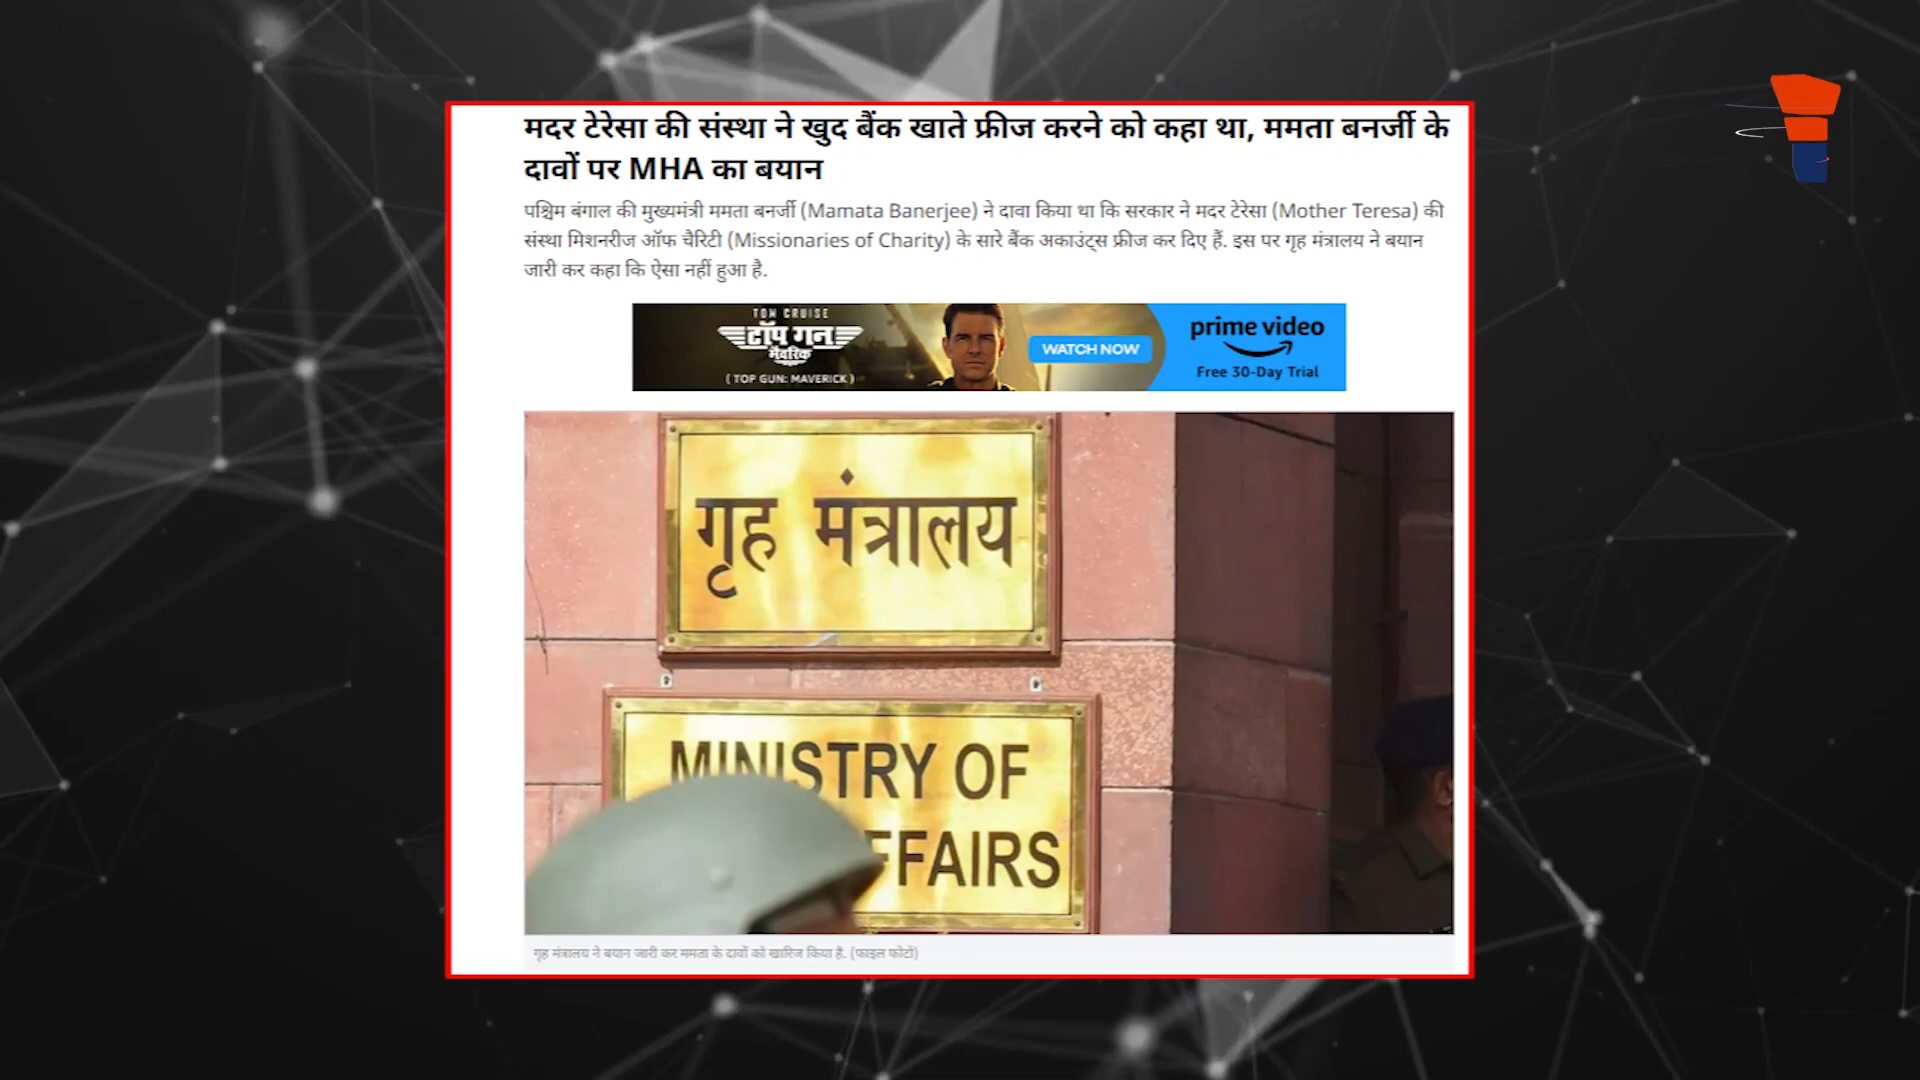 मदर टेरेसा की संस्था ने खुद बैंक खाते फ्रीज करने को कहा था, ममता बनर्जी के
दावों पर MHA का बयान
पश्चिम बंगाल की मुख्यमंत्री ममता बनर्जी (Mamata Banerjee) ने दावा किया था कि सरकार ने मदर टेरेसा (Mother Teresa) की
संस्था मिशनरीज ऑफ चैरिटी (Missionaries of Charity) के सारे बैंक अकाउंट्स फ्रीज कर दिए हैं. इस पर गृह मंत्रालय ने बयान
जारी कर कहा कि ऐसा नहीं हुआ है.
TOM CRUISE
टॉप गन
मॅवरिक
( TOP GUN: MAVERICK )
WATCH NOW
prime video
Free 30-Day Trial
गृह मंत्रालय
MINISTRY OF
FFAIRS
गृह मंत्रालय ने बयान जारी कर ममता के दावों को खारिज किया है. (फाइल फोटो)